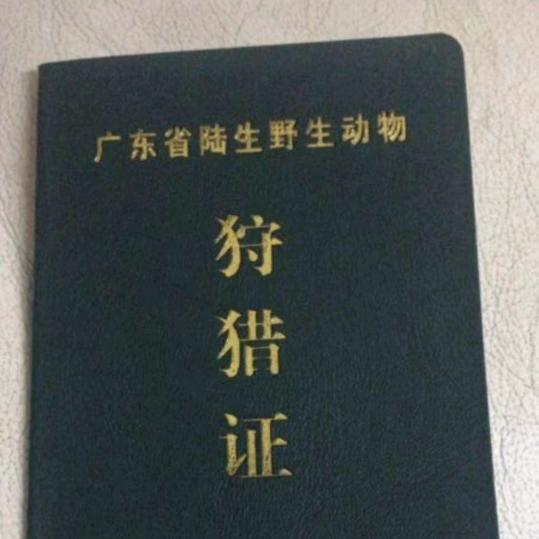 广东省陆生野生动物
狩
猎
证